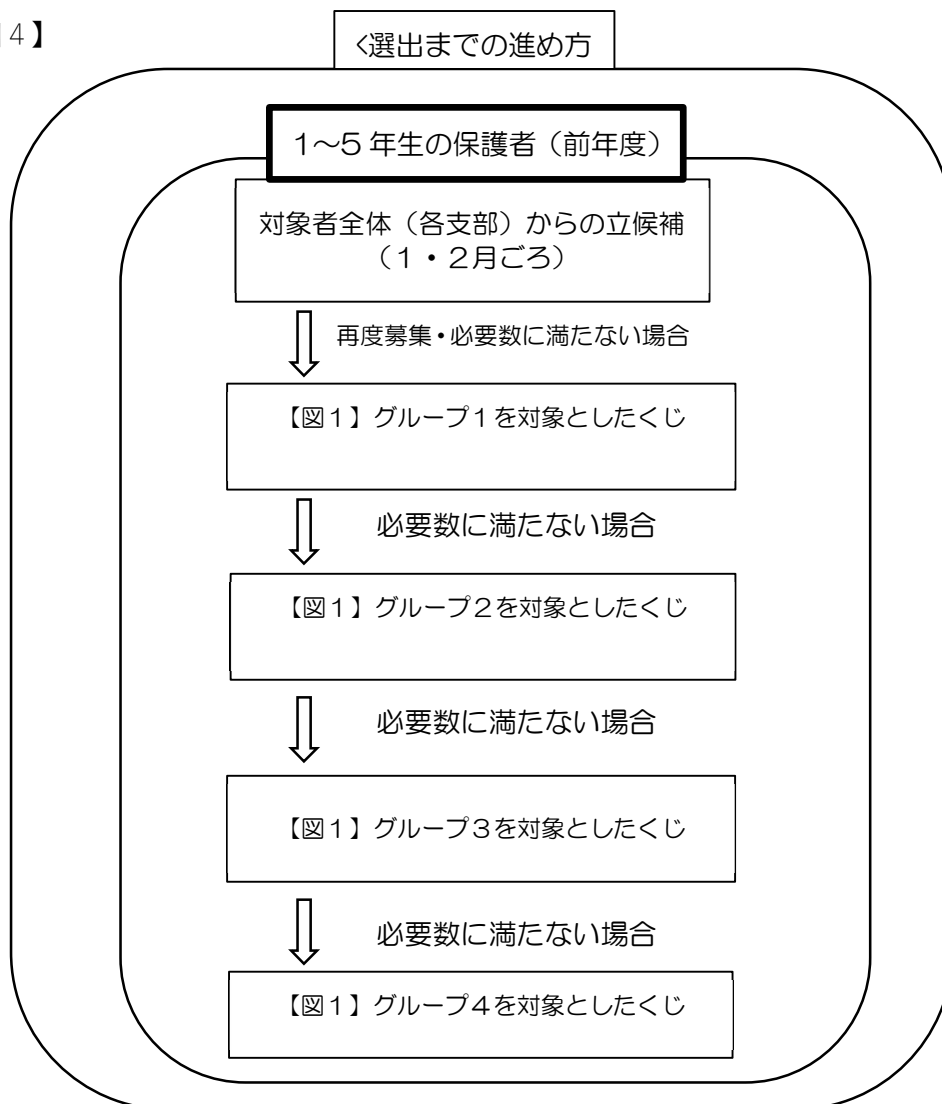 4】
<選出までの進め方
1~5年生の保護者(前年度)
対象者全体(各支部)からの立候補
(1・2月ごろ)
再度募集・必要数に満たない場合
【図1】グループ1を対象としたくじ
必要数に満たない場合
【図1】グループ2を対象としたくじ
必要数に満たない場合
【図1】グループ3を対象としたくじ
必要数に満たない場合
【図1】グループ4を対象としたくじ